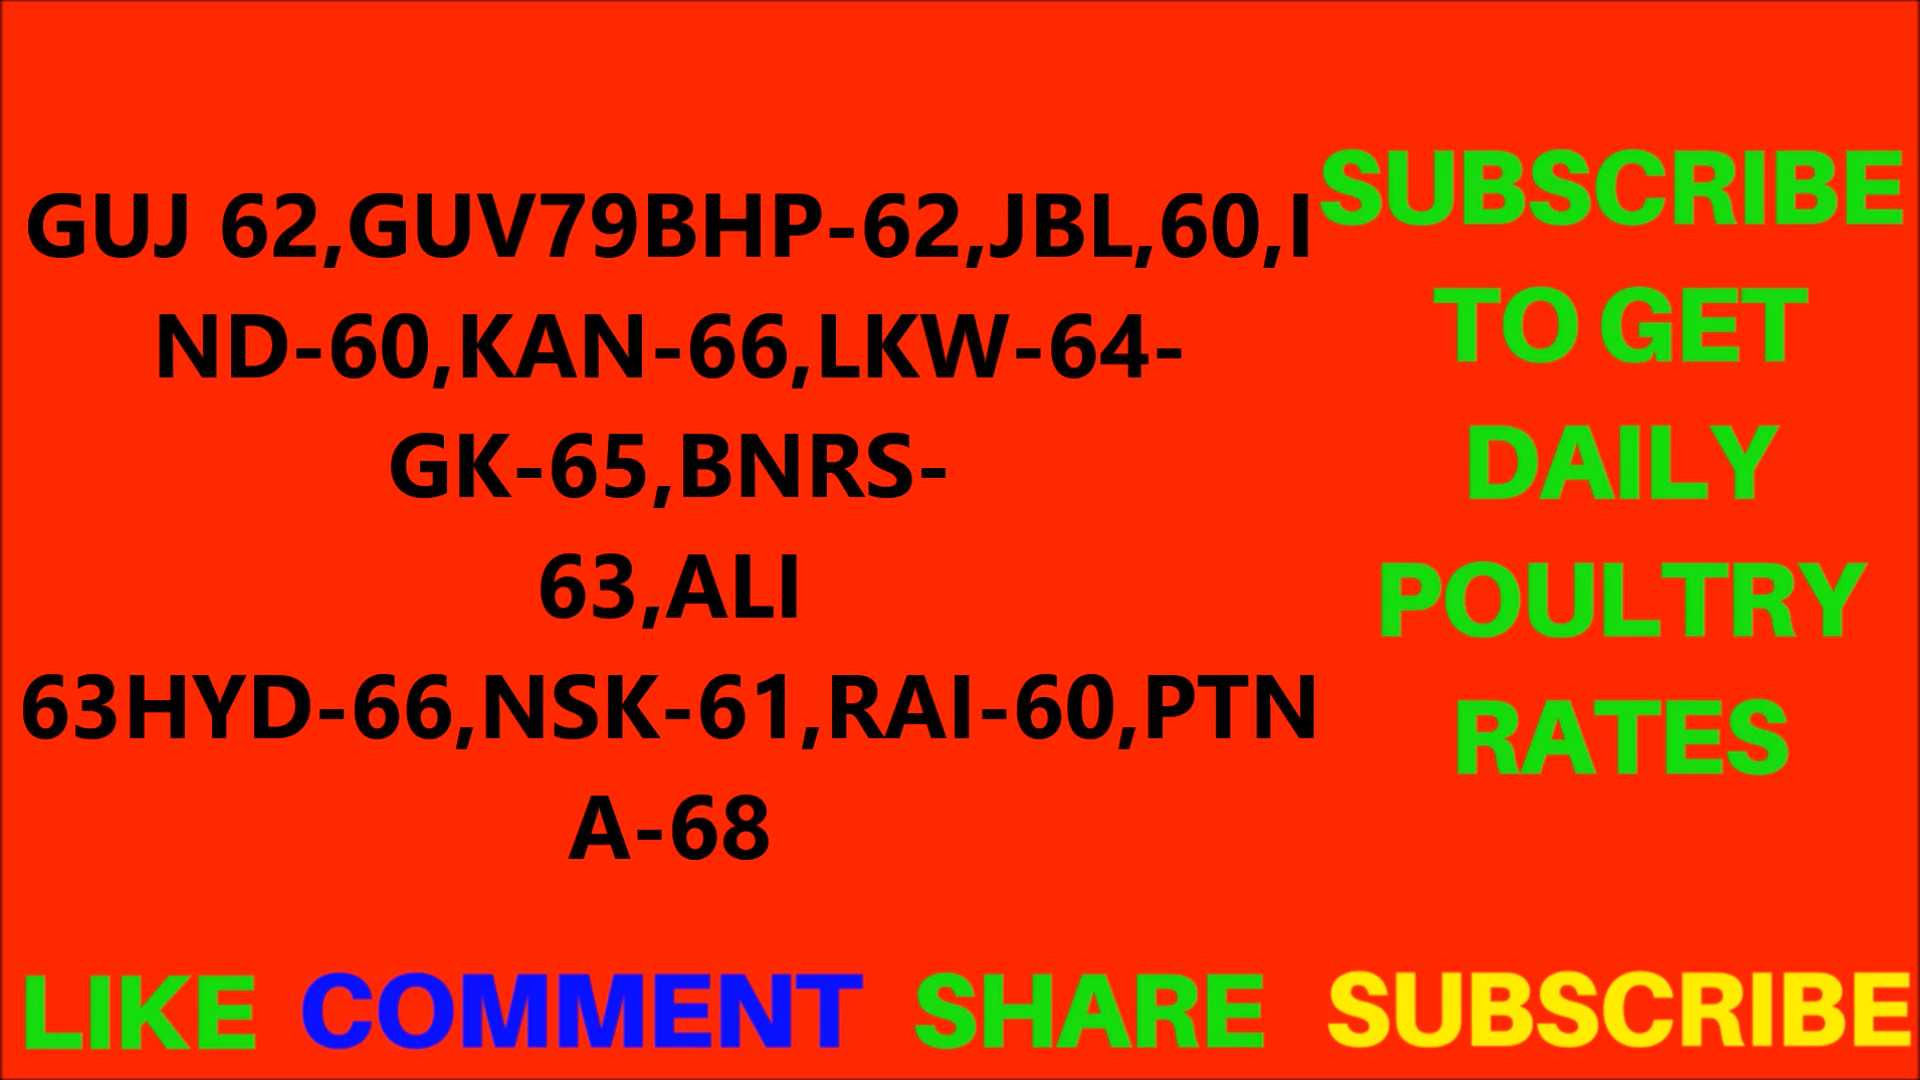 GUJ 62,GUV79BHP-62,JBL,60,I
ND-60,KAN-66,LKW-64-
GK-65,BNRS-
63,ALI
63HYD-66,NSK-61,RAI-60,PTN
A-68
SUBSCRIBE
TO GET
DAILY
POULTRY
RATES
LIKE COMMENT SHARE SUBSCRIBE